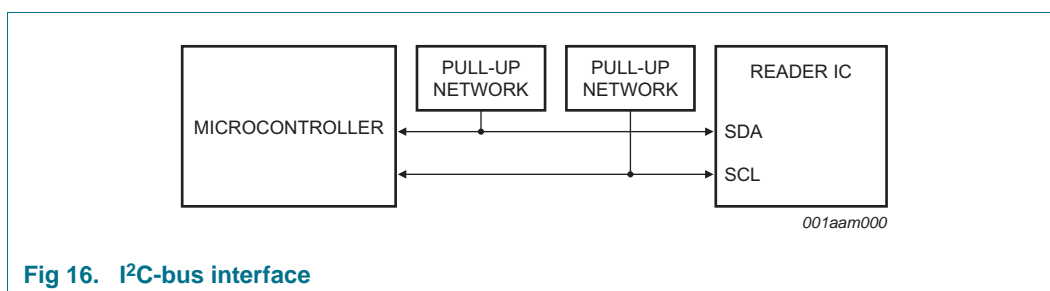 PULL-UP
NETWORK
PULL-UP
NETWORK
READER IC
MICROCONTROLLER
SDA
SCL
001aam000
Fig 16. I²C-bus interface